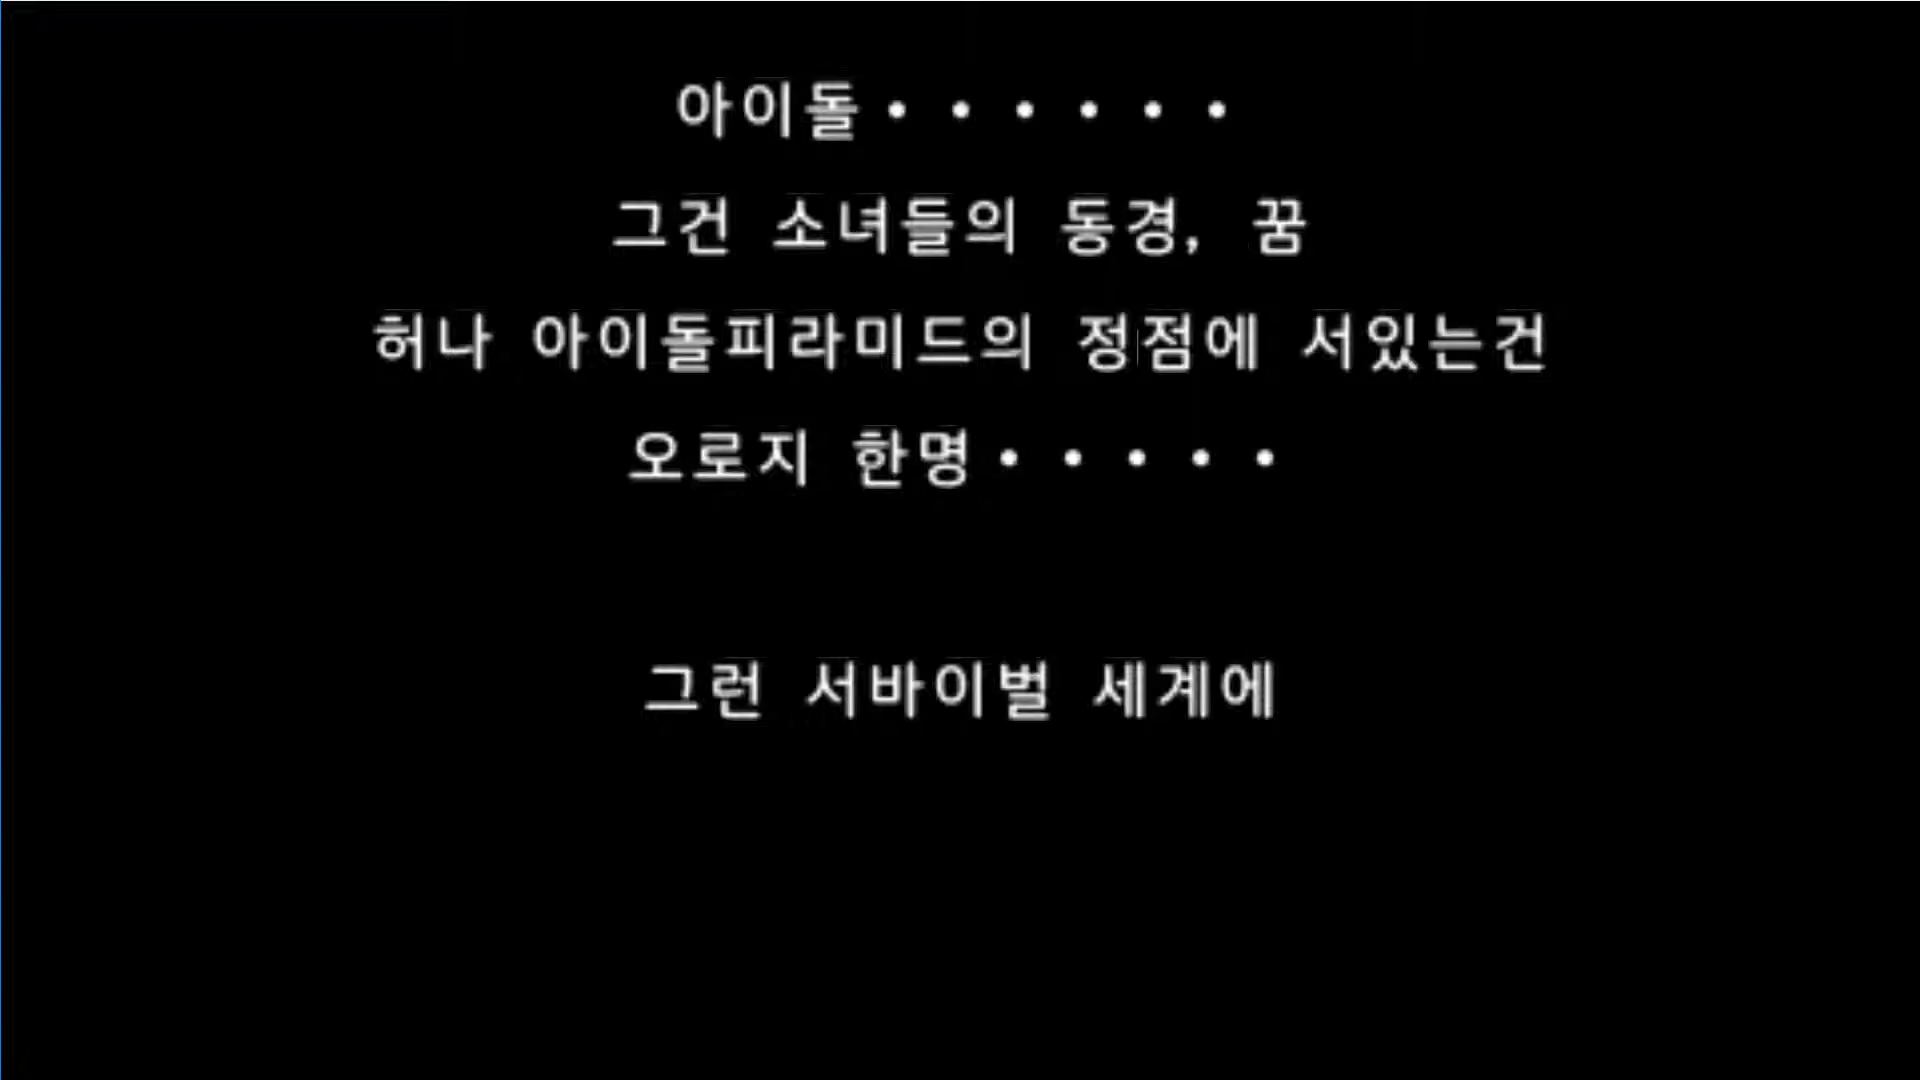 아이돌・・・・・・
그건 소녀들의 동경, 꿈
허나 아이돌피라미드의 정점에 서있는건
오로지 한명・・・・・
그런 서바이벌 세계에